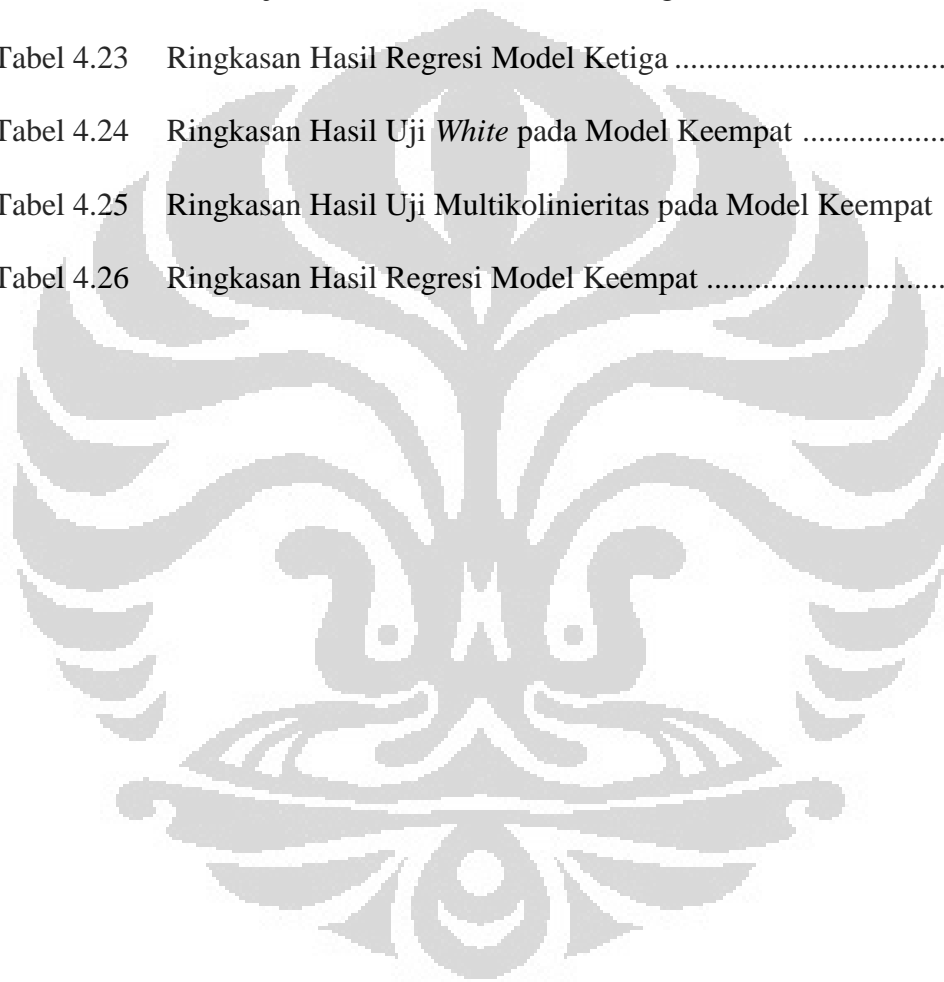 Tabel 4.23 Ringkasan Hasil Regresi Model Ketiga .................................
Tabel 4.24 Ringkasan Hasil Uji White pada Model Keempat ..................
Tabel 4.25 Ringkasan Hasil Uji Multikolinieritas pada Model Keempat
Tabel 4.26 Ringkasan Hasil Regresi Model Keempat ..............................